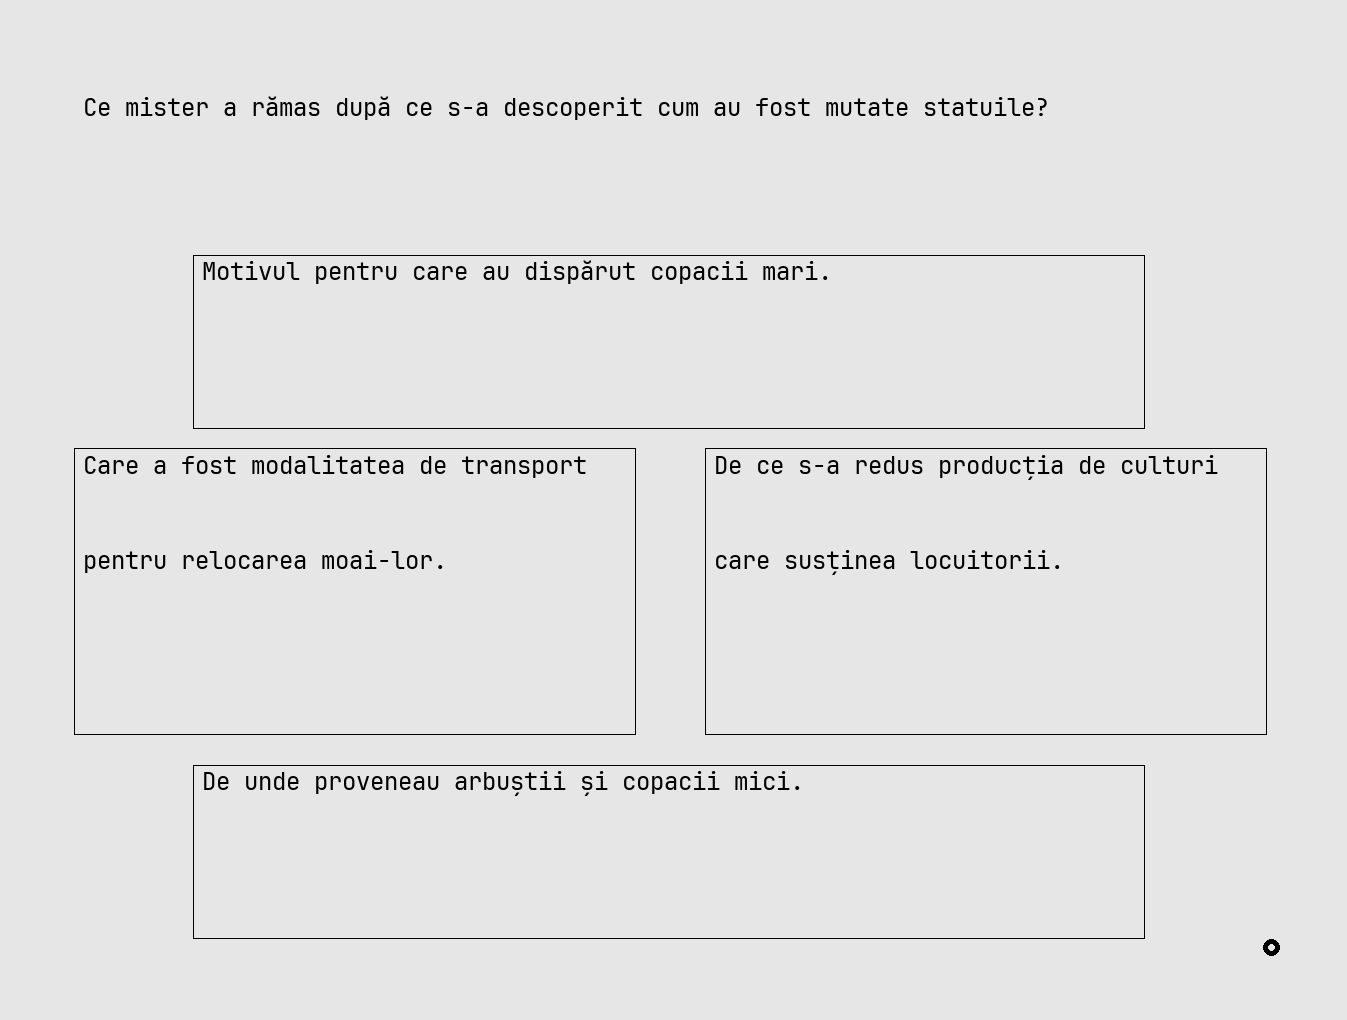 Ce mister a rămas după ce s-a descoperit cum au fost mutate statuile?
Motivul pentru care au dispărut copacii mari.
Care a fost modalitatea de transport
pentru relocarea moai-lor.
De ce s-a redus producția de culturi
care susținea locuitorii.
De unde proveneau arbuștii și copacii mici.